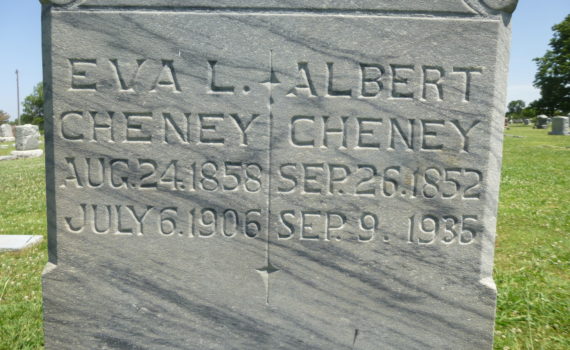 EVA L.
CHENEY
AUG. 24. 1858
JULY 6. 1906
ALBERT
CHENEY
SEP. 26. 1852
SEP. 9. 1935